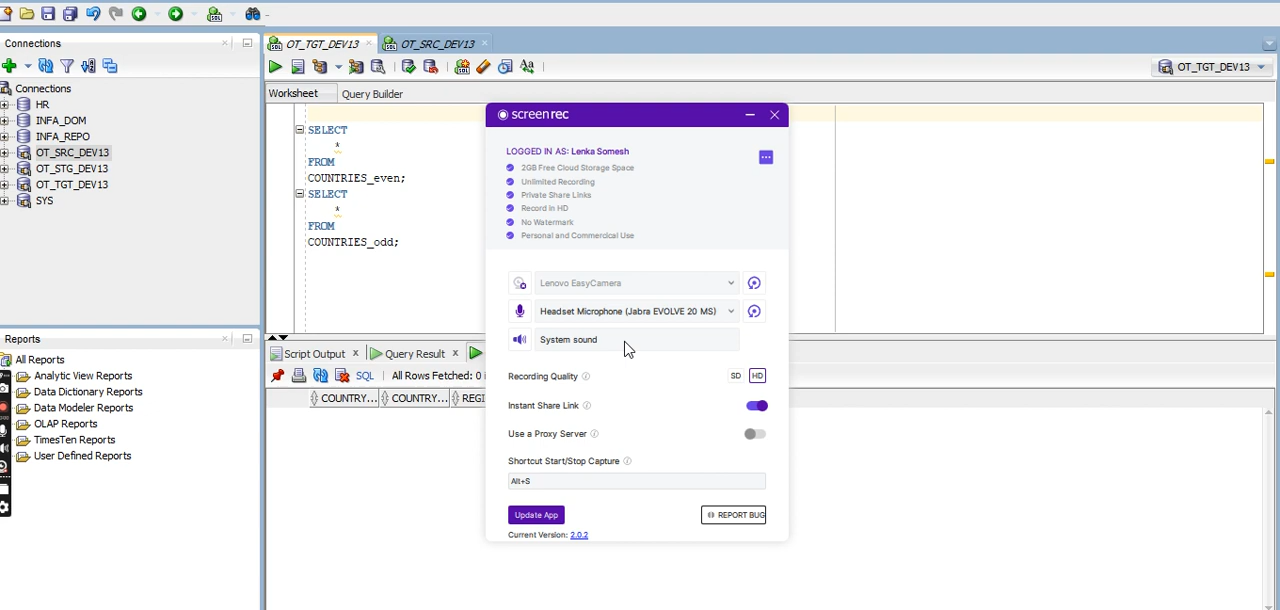 Connections
OT_TGT_DEV13
OT_SRC_DEV13
OT_TGT_DEV13
Connections
HR
INFA_DOM
INFA_REPO
OT_SRC_DEV13
OT_STG_DEV13
OT_TGT_DEV13
SYS
Worksheet Query Builder
SELECT
*
FROM
COUNTRIES_even;
SELECT
*
FROM
COUNTRIES_odd;
screenrec
LOGGED IN AS: Lenka Somesh
2GB Free Cloud Storage Space
Unlimited Recording
Private Share Links
Record in HD
No Watermark
Personal and Commercical Use
Lenovo EasyCamera
Headset Microphone (Jabra EVOLVE 20 MS)
System sound
Recording Quality SD HD
Instant Share Link
Use a Proxy Server
Shortcut Start/Stop Capture
Alt+S
Update App REPORT BUG
Current Version: 2.0.2
Reports
All Reports
Analytic View Reports
Data Dictionary Reports
Data Modeler Reports
OLAP Reports
TimesTen Reports
User Defined Reports
Script Output Query Result
SQL All Rows Fetched: 0
COUNTRY... COUNTRY... REGI